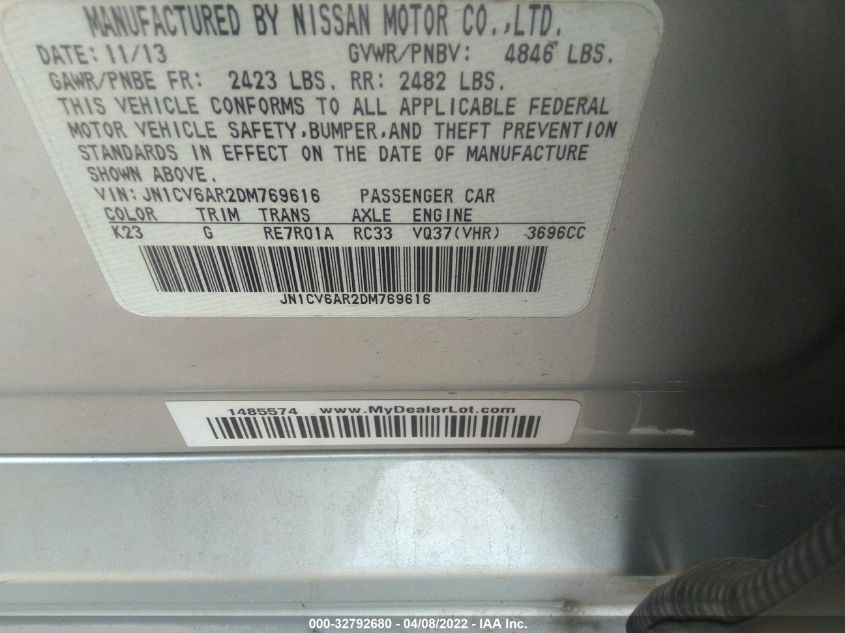 MANUFACTURED BY NISSAN MOTOR CO.,LTD.
DATE: 11/13 GVWR/PNBV: 4846 LBS.
GAWR/PNBE FR: 2423 LBS. RR: 2482 LBS.
THIS VEHICLE CONFORMS TO ALL APPLICABLE FEDERAL
MOTOR VEHICLE SAFETY,BUMPER,AND THEFT PREVENTION
STANDARDS IN EFFECT ON THE DATE OF MANUFACTURE
SHOWN ABOVE.
VIN:JN1CV6AR2DM769616 PASSENGER CAR
COLOR TRIM TRANS AXLE ENGINE
K23 G RE7R01A RC33 VQ37(VHR) 3696CC
JN1CV6AR2DM769616
1485574 www.MyDealerLot.com
000-32792680 - 04/08/2022 - IAA Inc.